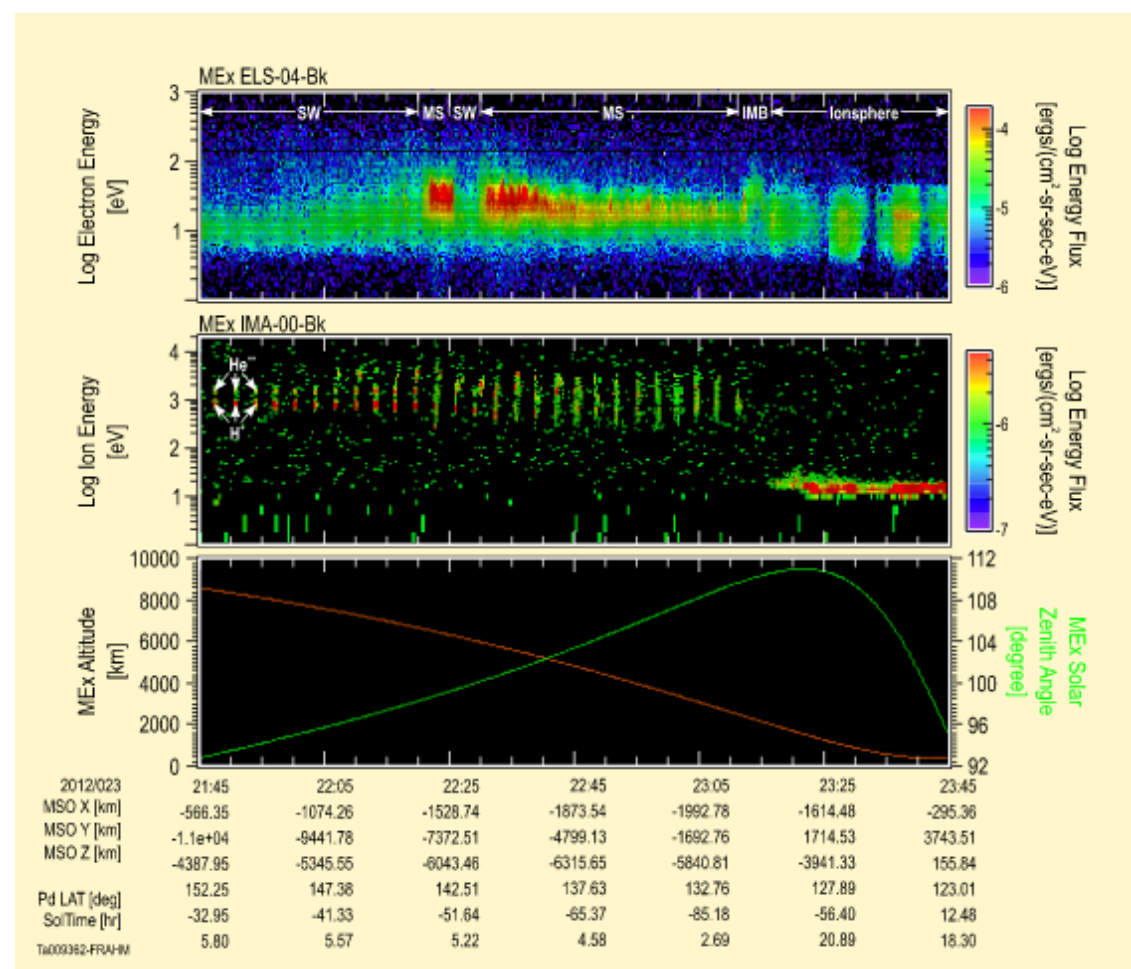 MEx ELS-04-Bk
3
2
1
Log Electron Energy
[eV]
SW MS SW MS . IMB Ionsphere
-4
-5
-6
Log Energy Flux
[ergs/(cm²-sr-sec-eV)]
MEx IMA-00-Bk
4
3
2
1
Log Ion Energy
[eV]
He⁺⁺
H⁺
-6
-7
Log Energy Flux
[ergs/(cm²-sr-sec-eV)]
10000
8000
6000
4000
2000
0
MEx Altitude
[km]
112
108
104
100
96
92
MEx Solar
Zenith Angle
[degree]
2012/023 21:45 22:05 22:25 22:45 23:05 23:25 23:45
MSO X [km] -566.35 -1074.26 -1528.74 -1873.54 -1992.78 -1614.48 -295.36
MSO Y [km] -1.1e+04 -9441.78 -7372.51 -4799.13 -1692.76 1714.53 3743.51
MSO Z [km] -4387.95 -5345.55 -6043.46 -6315.65 -5840.81 -3941.33 155.84
152.25 147.38 142.51 137.63 132.76 127.89 123.01
Pd LAT [deg] -32.95 -41.33 -51.64 -65.37 -85.18 -56.40 12.48
SolTime [hr] 5.80 5.57 5.22 4.58 2.69 20.89 18.30
Ta009362-FRAHM